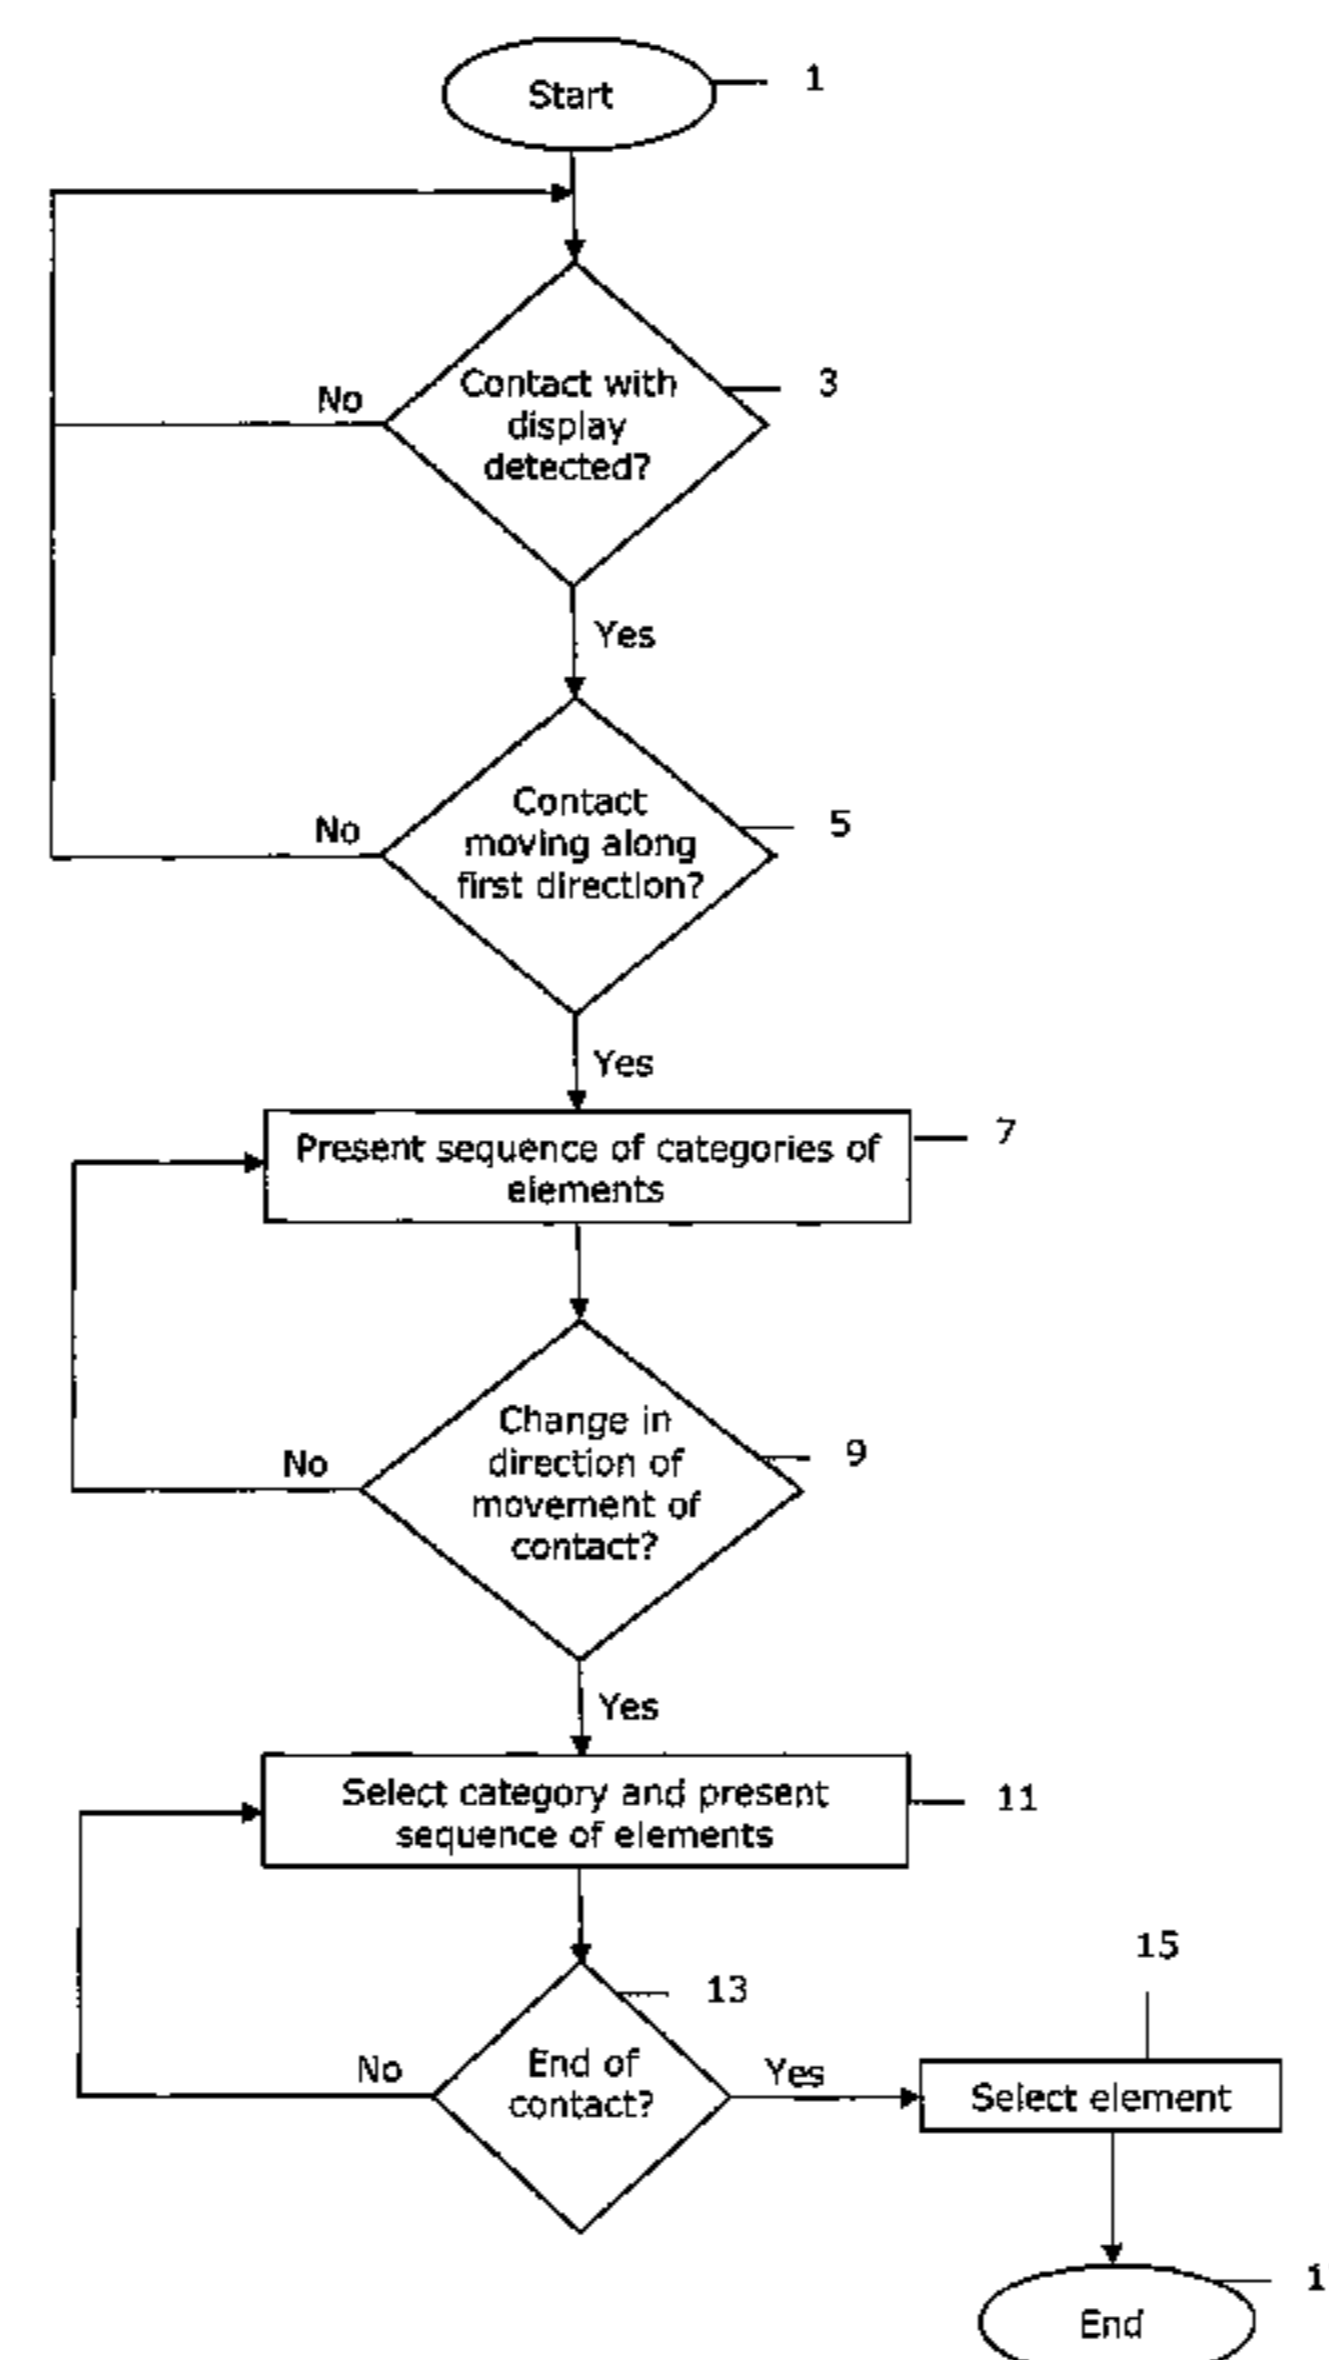 Start
1
Contact with
display
detected?
3
No
Yes
Contact
moving along
first direction?
5
No
Yes
Present sequence of categories of
elements
7
Change in
direction of
movement of
contact?
9
No
Yes
Select category and present
sequence of elements
11
15
13
End of
contact?
No
Yes
Select element
1
End